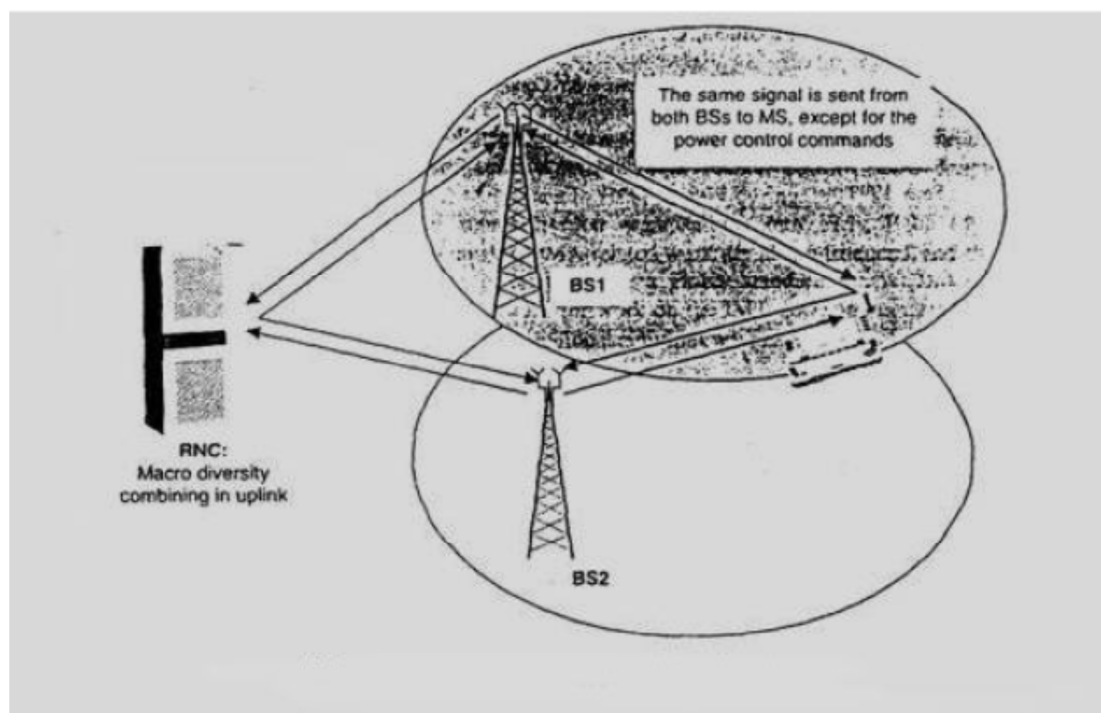 The same signal is sent from
both BSs to MS, except for the
power control commands
BS1
RNC:
Macro diversity
combining in uplink
BS2